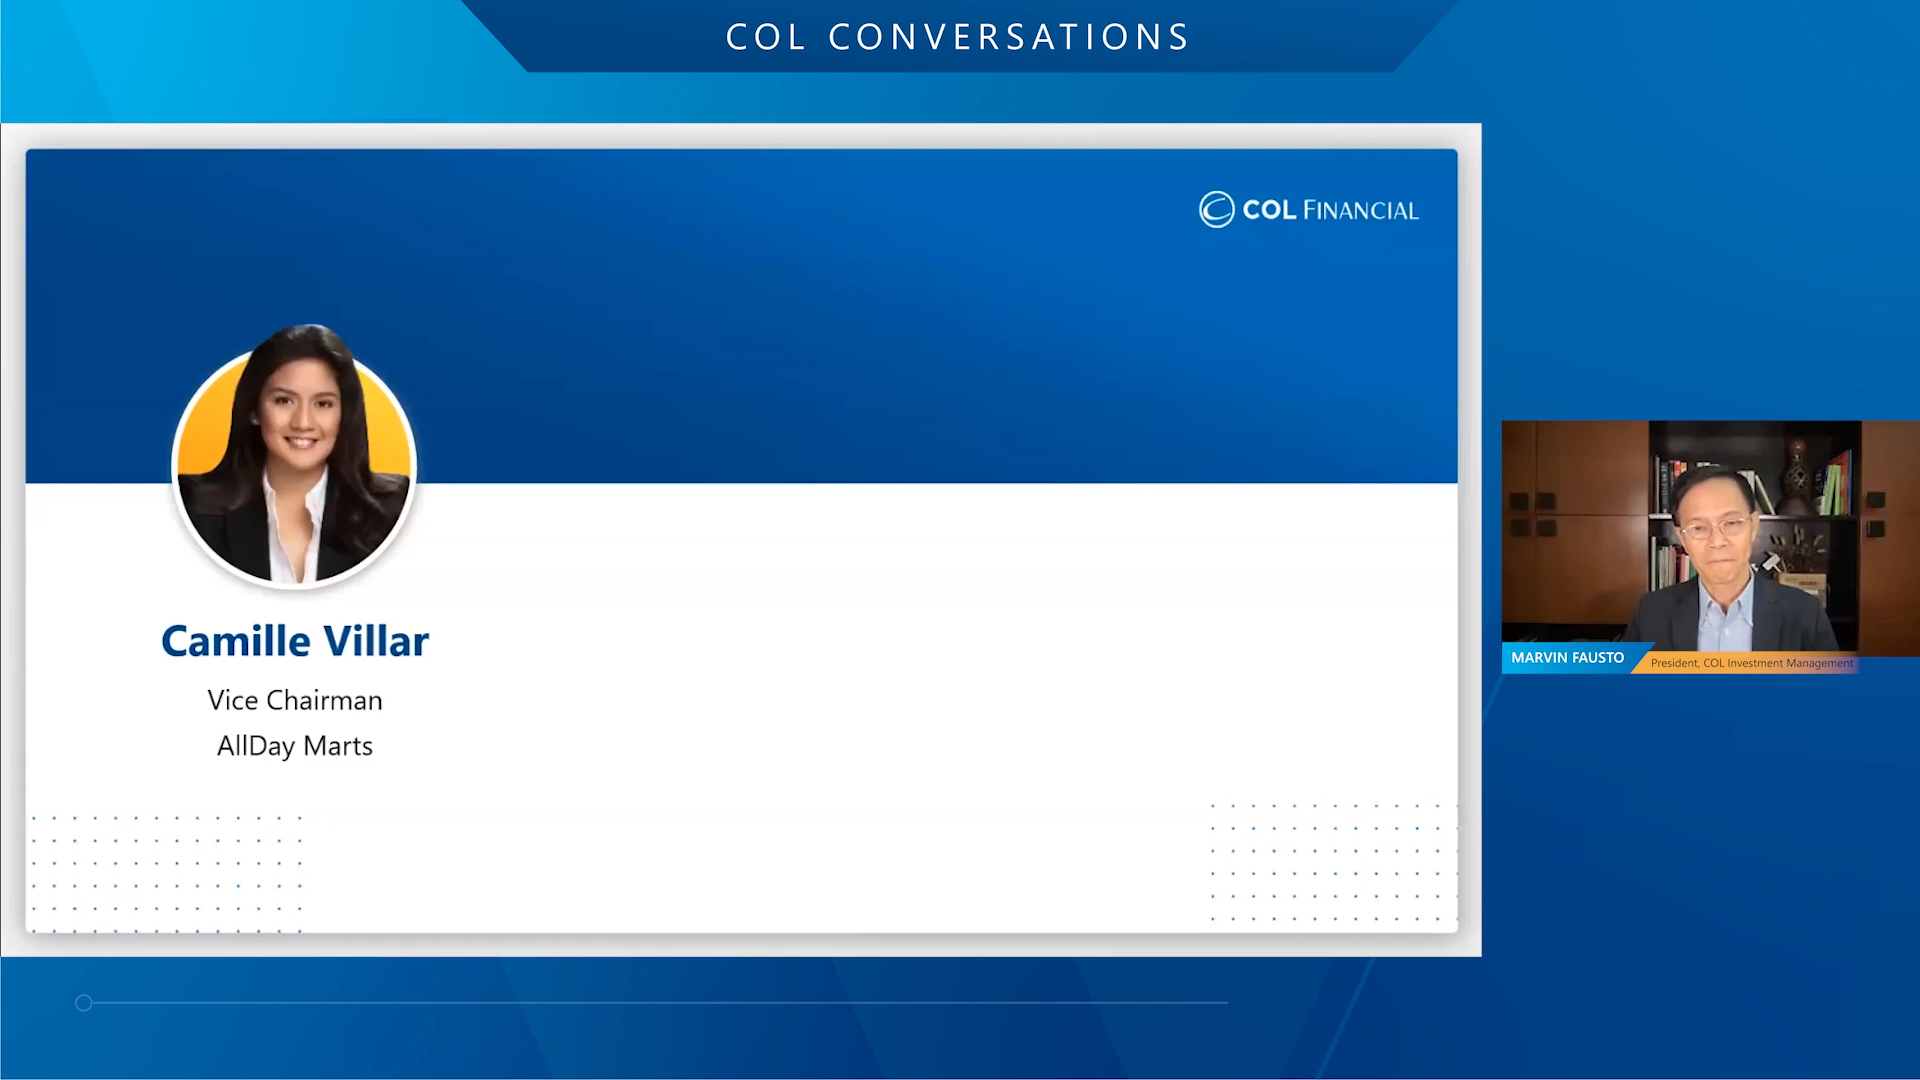 COL CONVERSATIONS
COL FINANCIAL
Camille Villar
Vice Chairman
AllDay Marts
MARVIN FAUSTO
President, COL Investment Management